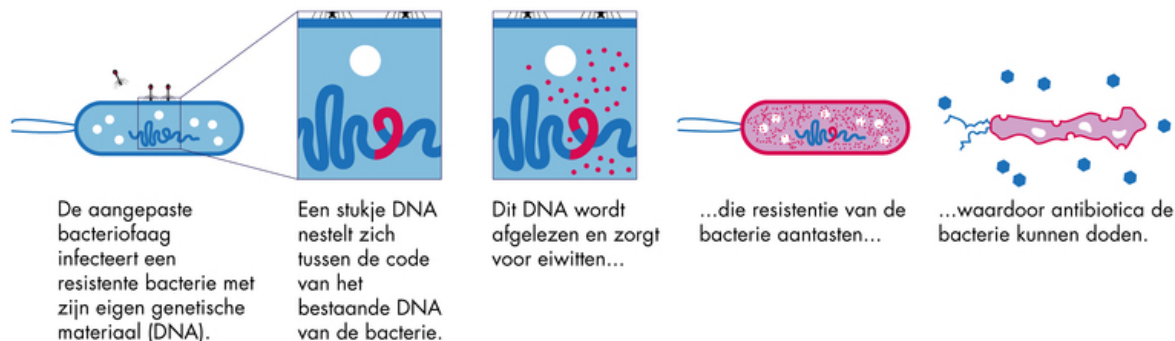 De aangepaste
bacteriofaag
infecteert een
resistente bacterie met
zijn eigen genetische
materiaal (DNA).
Een stukje DNA
nestelt zich
tussen de code
van het
bestaande DNA
van de bacterie.
Dit DNA wordt
afgelezen en zorgt
voor eiwitten...
...die resistentie van de
bacterie aantasten...
...waardoor antibiotica de
bacterie kunnen doden.